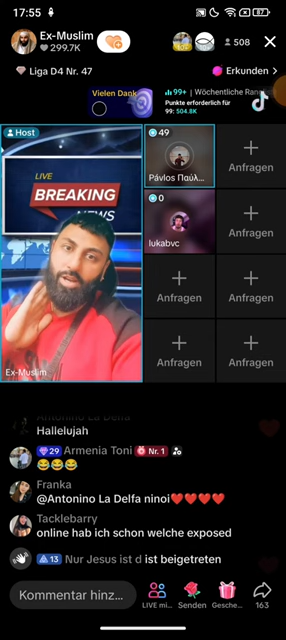 17:55
87
Ex-Muslim
299.7K
508
Liga D4 Nr. 47
Erkunden
Vielen Dank
99+ | Wöchentliche Ran
Punkte erforderlich für
99: 504.8K
Host
LIVE
BREAKING
NEWS
Ex-Muslim
49
Pávlos Παύλ...
0
lukabvc
Anfragen
Anfragen
Anfragen
Anfragen
Anfragen
Anfragen
Antonino La Delfa
Hallelujah
29 Armenia Toni Nr. 1
😂😂😂
Franka
@Antonino La Delfa ninoi❤❤❤❤
Tacklebarry
online hab ich schon welche exposed
13 Nur Jesus ist d ist beigetreten
Kommentar hinz...
LIVE mi...
Senden
Gesche...
163